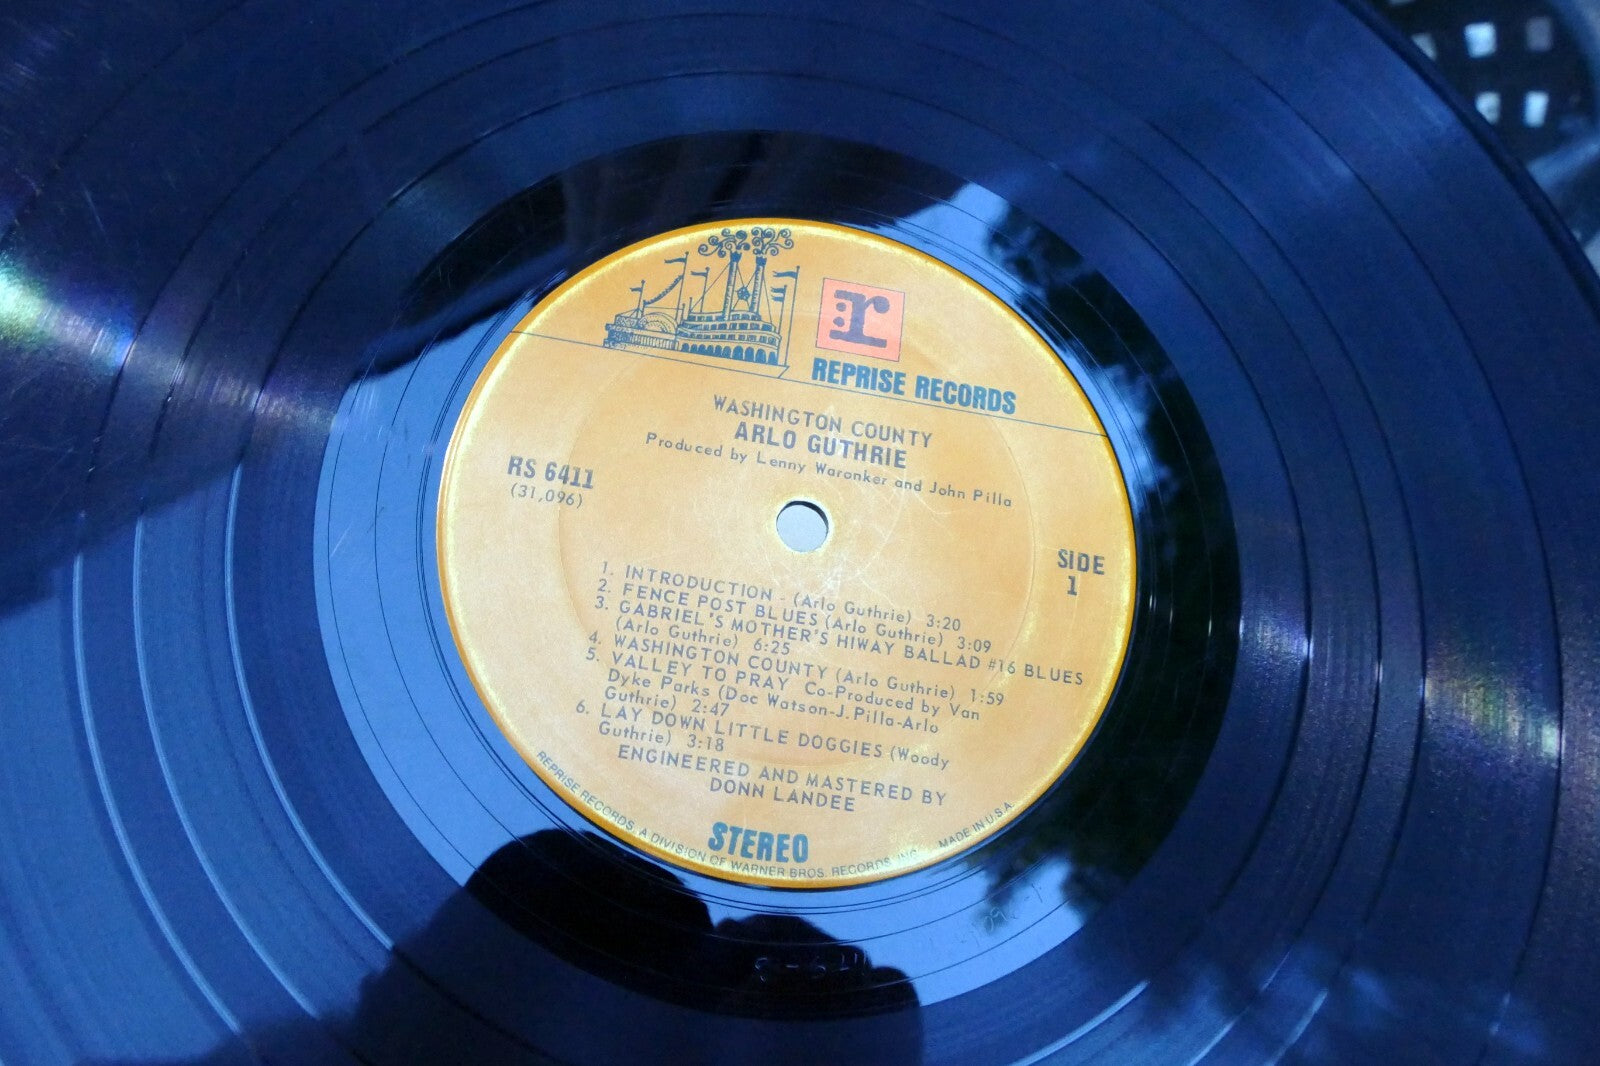 r
REPRISE RECORDS
WASHINGTON COUNTY
ARLO GUTHRIE
Produced by Lenny Waronker and John Pilla
RS 6411
(31,096)
SIDE
1
1. INTRODUCTION - (Arlo Guthrie) 3:20
2. FENCE POST BLUES (Arlo Guthrie) 3:09
3. GABRIEL'S MOTHER'S HIWAY BALLAD #16 BLUES
(Arlo Guthrie) 6:25
4. WASHINGTON COUNTY (Arlo Guthrie) 1:59
5. VALLEY TO PRAY Co-Produced by Van
Dyke Parks (Doc Watson-J.Pilla-Arlo
Guthrie) 2:47
6. LAY DOWN LITTLE DOGGIES (Woody
Guthrie) 3:18
ENGINEERED AND MASTERED BY
DONN LANDEE
STEREO
REPRISE RECORDS, A DIVISION OF WARNER BROS. RECORDS, INC. MADE IN U.S.A.